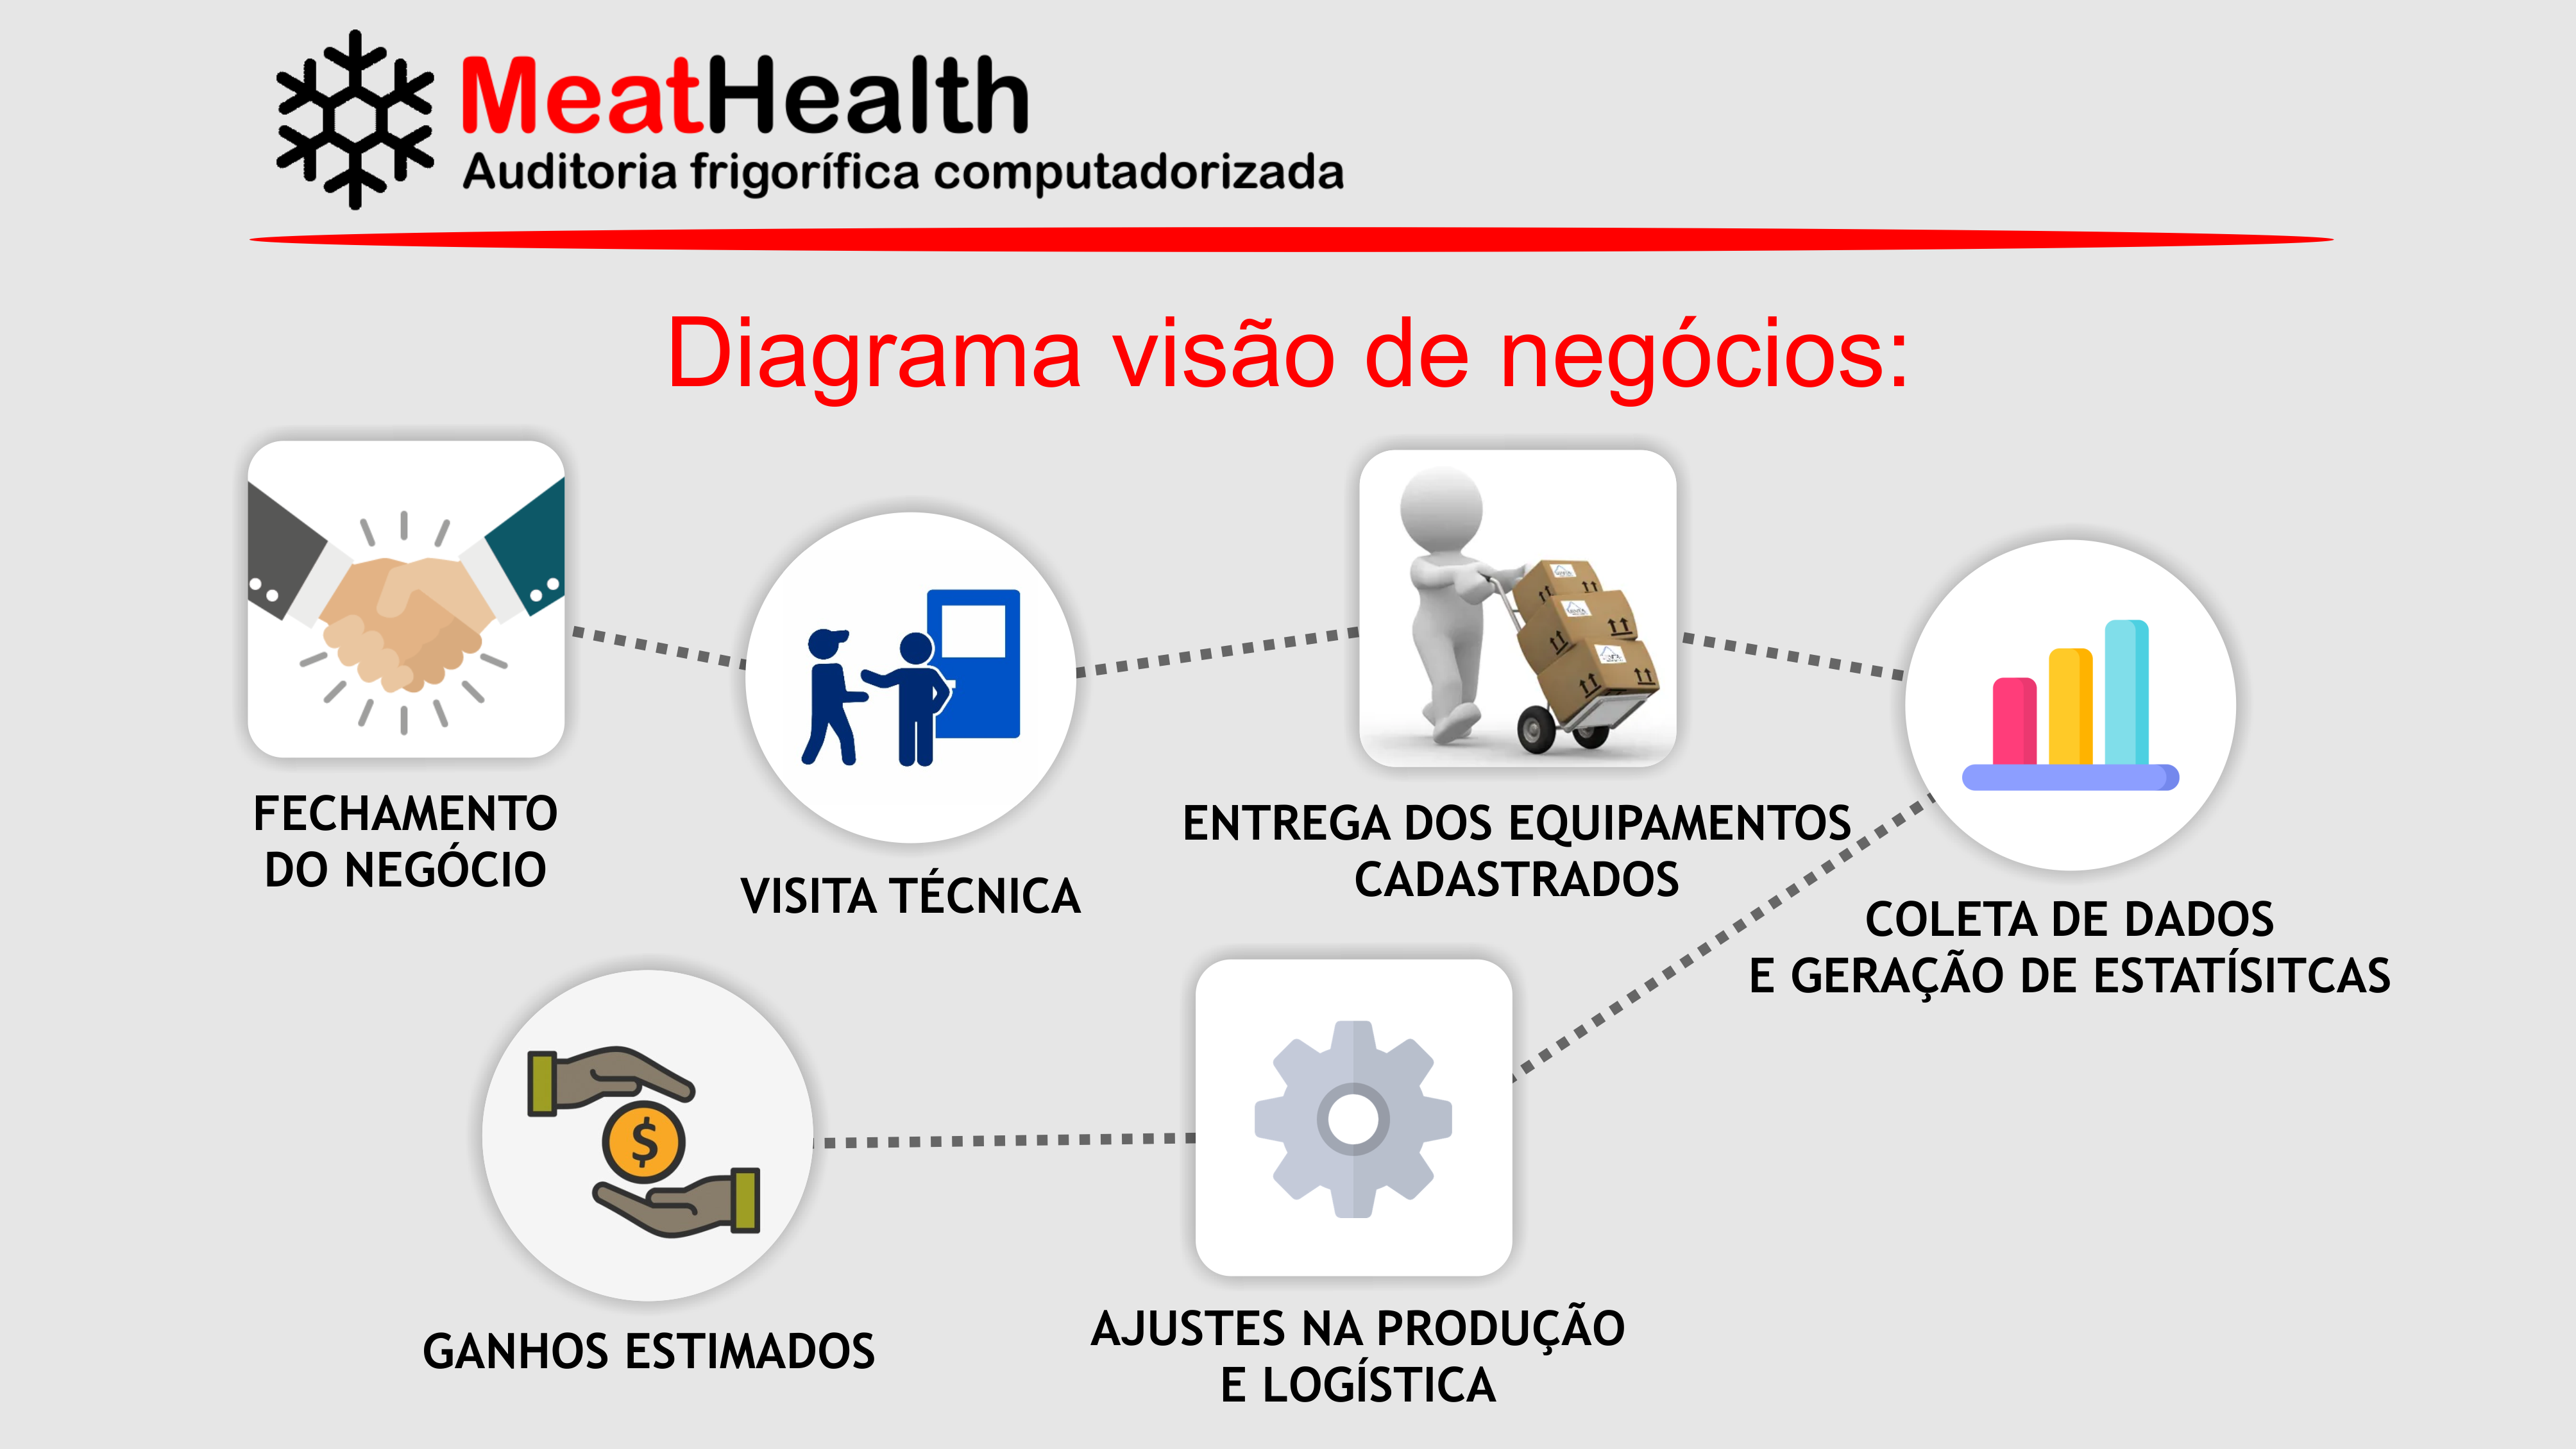 MeatHealth
Auditoria frigorífica computadorizada
Diagrama visão de negócios:
FECHAMENTO
DO NEGÓCIO
VISITA TÉCNICA
ENTREGA DOS EQUIPAMENTOS
CADASTRADOS
COLETA DE DADOS
E GERAÇÃO DE ESTATÍSITCAS
$
GANHOS ESTIMADOS
AJUSTES NA PRODUÇÃO
E LOGÍSTICA